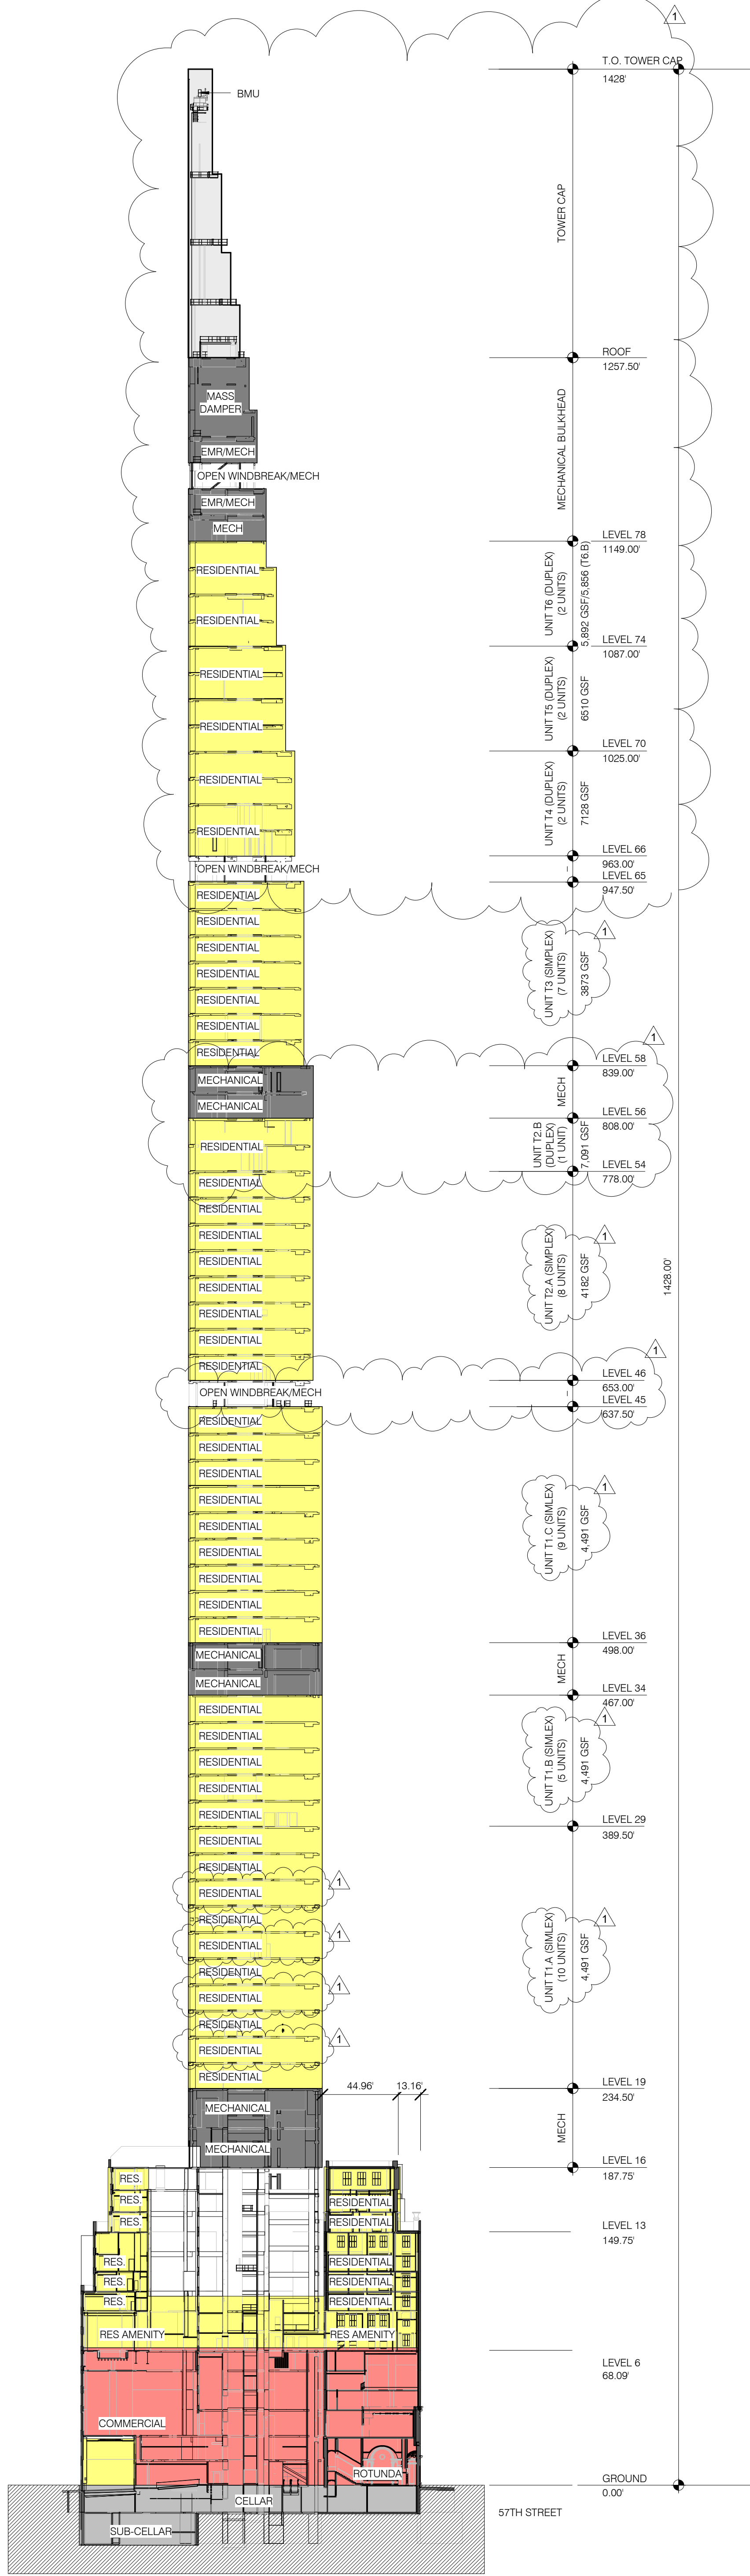 1
T.O. TOWER CAP
1428'
BMU
TOWER CAP
ROOF
1257.50'
MASS
DAMPER
MECHANICAL BULKHEAD
EMR/MECH
OPEN WINDBREAK/MECH
EMR/MECH
MECH
LEVEL 78
1149.00'
RESIDENTIAL
UNIT T6 (DUPLEX)
(2 UNITS)
5,892 GSF/5,856 (T6.B)
RESIDENTIAL
LEVEL 74
1087.00'
RESIDENTIAL
UNIT T5 (DUPLEX)
(2 UNITS)
6510 GSF
RESIDENTIAL
LEVEL 70
1025.00'
RESIDENTIAL
UNIT T4 (DUPLEX)
(2 UNITS)
7128 GSF
RESIDENTIAL
LEVEL 66
963.00'
OPEN WINDBREAK/MECH
LEVEL 65
947.50'
RESIDENTIAL
RESIDENTIAL
1
RESIDENTIAL
UNIT T3 (SIMPLEX)
(7 UNITS)
3873 GSF
RESIDENTIAL
RESIDENTIAL
RESIDENTIAL
1
RESIDENTIAL
LEVEL 58
839.00'
MECHANICAL
MECH
MECHANICAL
LEVEL 56
808.00'
RESIDENTIAL
UNIT T2.B
(DUPLEX)
(1 UNIT)
7,091 GSF
LEVEL 54
778.00'
RESIDENTIAL
RESIDENTIAL
1
RESIDENTIAL
RESIDENTIAL
UNIT T2.A (SIMPLEX)
(8 UNITS)
4182 GSF
1428.00'
RESIDENTIAL
RESIDENTIAL
RESIDENTIAL
1
RESIDENTIAL
LEVEL 46
653.00'
OPEN WINDBREAK/MECH
LEVEL 45
637.50'
RESIDENTIAL
RESIDENTIAL
RESIDENTIAL
1
RESIDENTIAL
UNIT T1.C (SIMLEX)
(9 UNITS)
4,491 GSF
RESIDENTIAL
RESIDENTIAL
RESIDENTIAL
RESIDENTIAL
RESIDENTIAL
LEVEL 36
498.00'
MECHANICAL
MECH
MECHANICAL
LEVEL 34
467.00'
RESIDENTIAL
1
RESIDENTIAL
UNIT T1.B (SIMLEX)
(5 UNITS)
4,491 GSF
RESIDENTIAL
RESIDENTIAL
RESIDENTIAL
LEVEL 29
389.50'
RESIDENTIAL
RESIDENTIAL
1
RESIDENTIAL
RESIDENTIAL
1
1
RESIDENTIAL
UNIT T1.A (SIMLEX)
(10 UNITS)
4,491 GSF
RESIDENTIAL
1
RESIDENTIAL
RESIDENTIAL
1
RESIDENTIAL
RESIDENTIAL
LEVEL 19
234.50'
44.96'
13.16'
MECHANICAL
MECH
MECHANICAL
LEVEL 16
187.75'
RES.
RES.
RESIDENTIAL
RES.
RESIDENTIAL
LEVEL 13
149.75'
RES.
RESIDENTIAL
RES.
RESIDENTIAL
RES.
RESIDENTIAL
RES AMENITY
RES AMENITY
LEVEL 6
68.09'
COMMERCIAL
ROTUNDA
GROUND
0.00'
CELLAR
57TH STREET
SUB-CELLAR